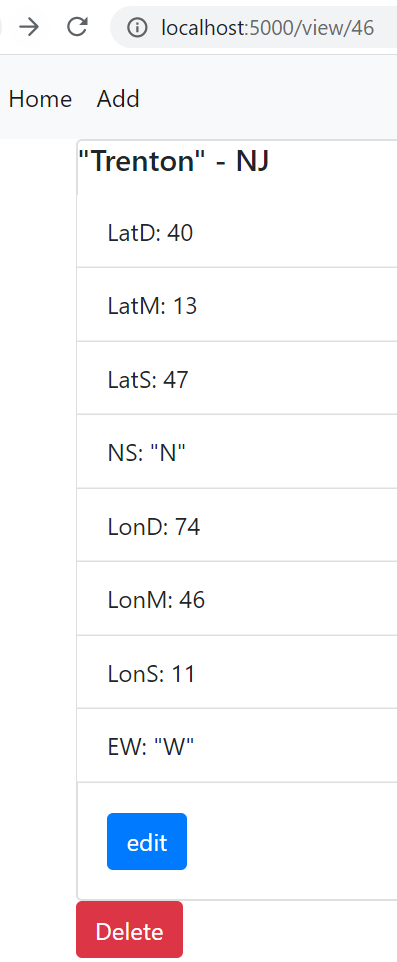 localhost:5000/view/46
Home Add
"Trenton" - NJ
LatD: 40
LatM: 13
LatS: 47
NS: "N"
LonD: 74
LonM: 46
LonS: 11
EW: "W"
edit
Delete